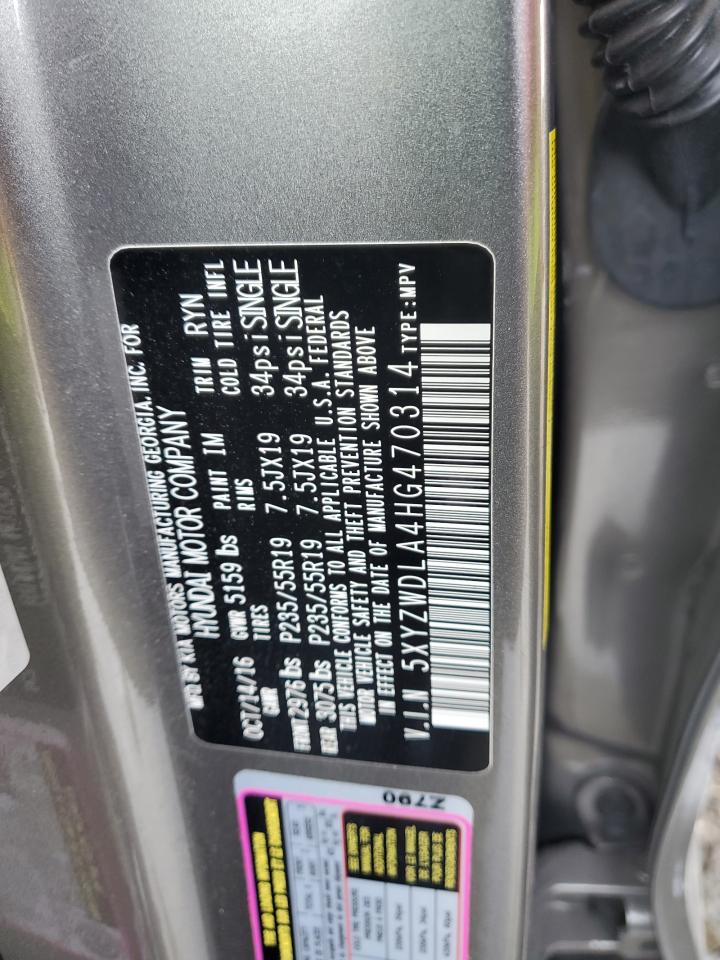 MFD BY KIA MOTORS MANUFACTURING GEORGIA, INC. FOR
HYUNDAI MOTOR COMPANY
OCT/14/16 GVWR 5159 lbs PAINT IM TRIM RYN
GAWR TIRES RIMS COLD TIRE INFL
FRONT 2976 lbs P235/55R19 7.5JX19 34psi SINGLE
REAR 3075 lbs P235/55R19 7.5JX19 34psi SINGLE
THIS VEHICLE CONFORMS TO ALL APPLICABLE U.S.A. FEDERAL
MOTOR VEHICLE SAFETY AND THEFT PREVENTION STANDARDS
IN EFFECT ON THE DATE OF MANUFACTURE SHOWN ABOVE
V.I.N 5XYZWDLA4HG470314 TYPE:MPV
Z790